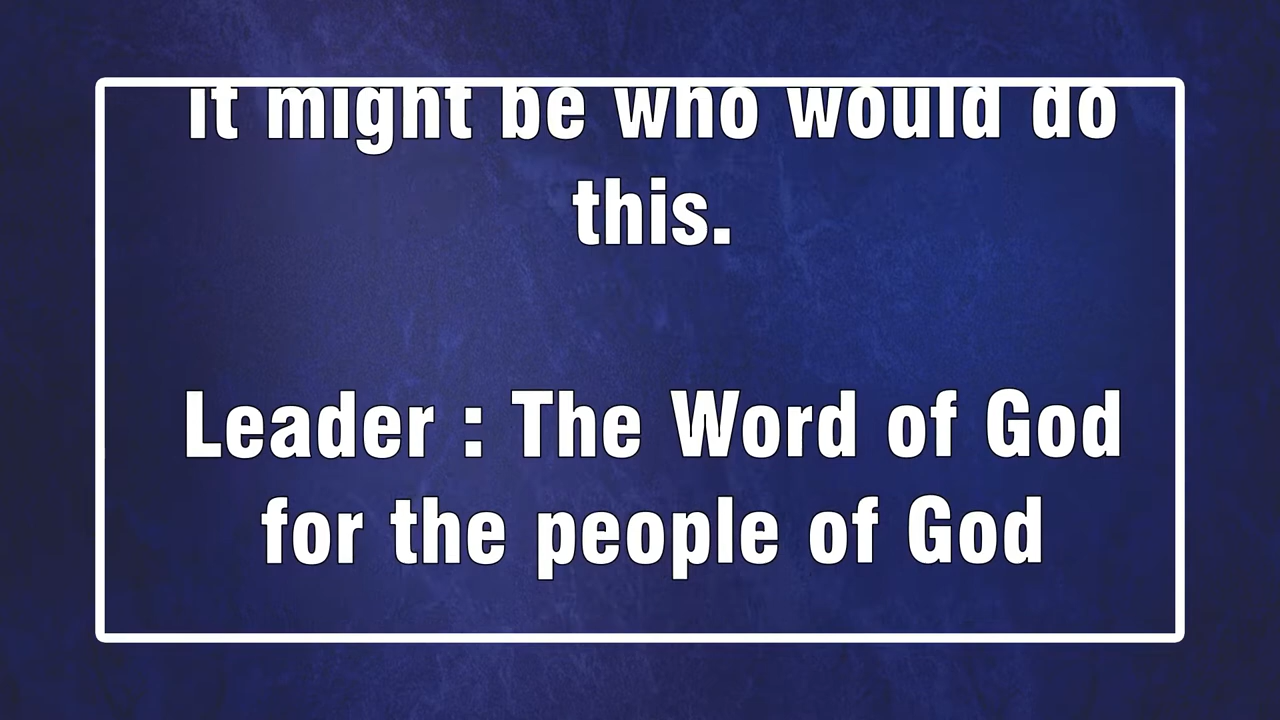 it might be who would do
this.
Leader : The Word of God
for the people of God